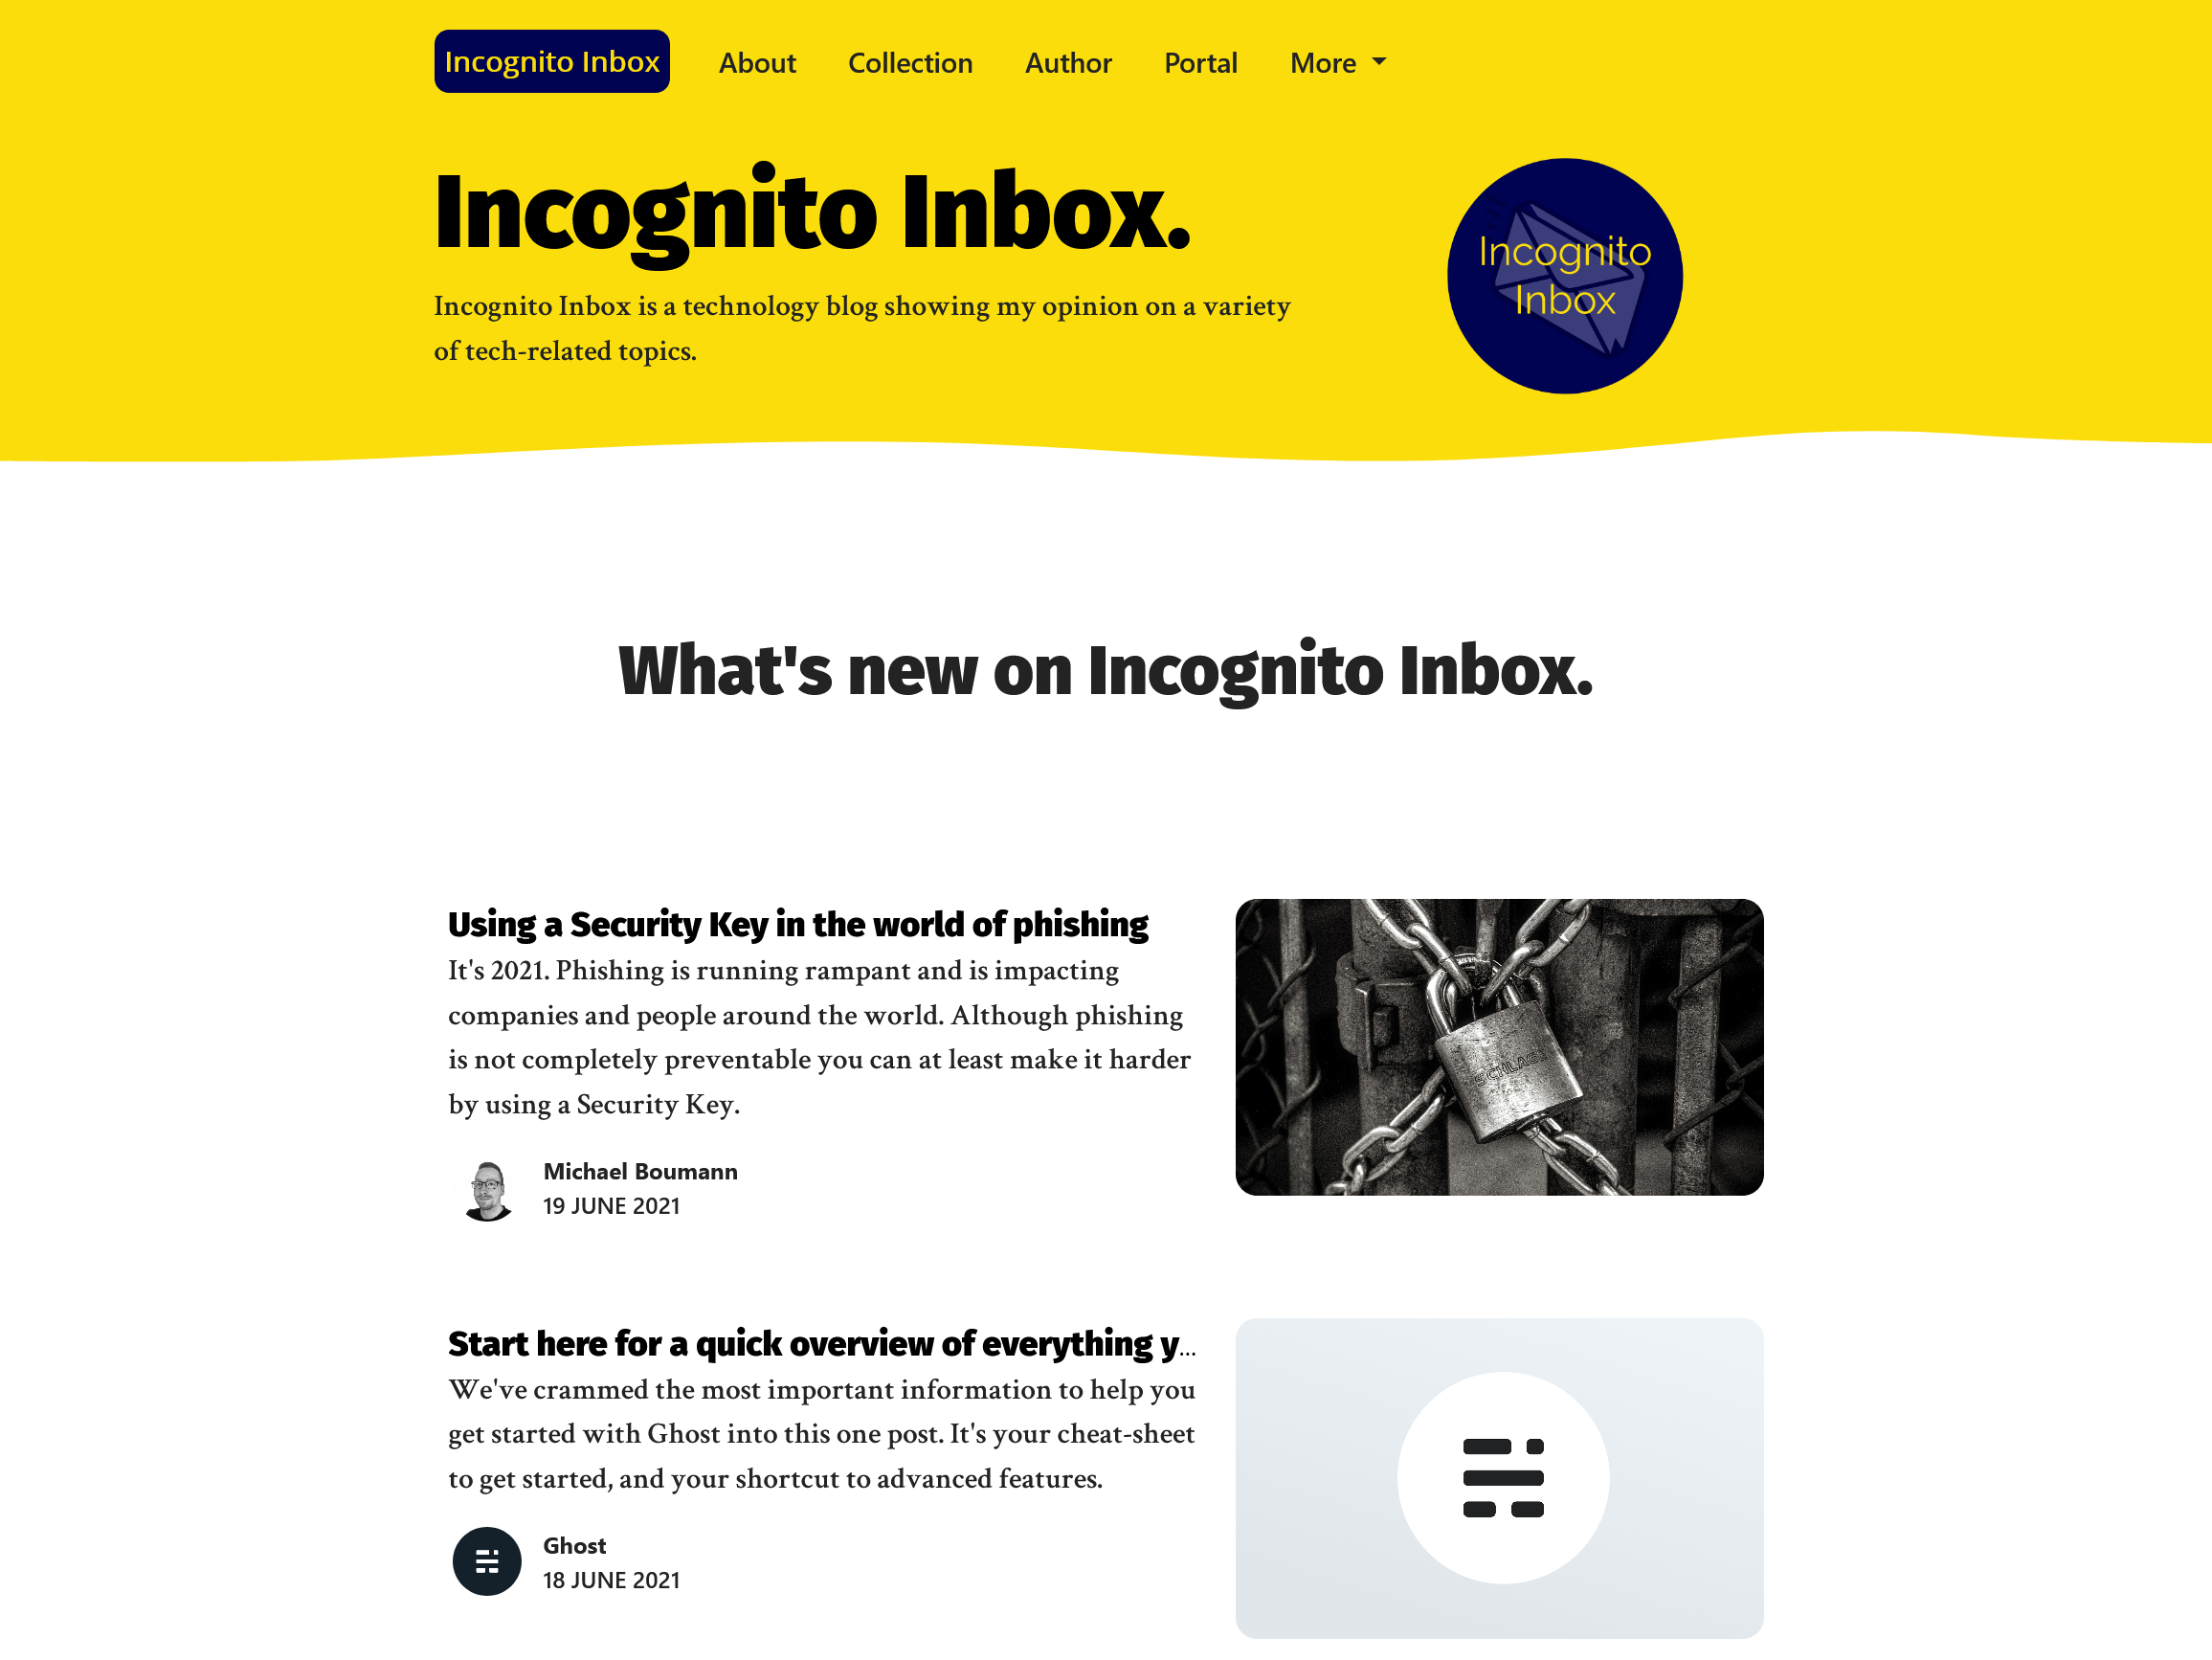 Incognito Inbox
About
Collection
Author
Portal
More
Incognito Inbox.
Incognito Inbox is a technology blog showing my opinion on a variety
of tech-related topics.
Incognito
Inbox
What's new on Incognito Inbox.
Using a Security Key in the world of phishing
It's 2021. Phishing is running rampant and is impacting
companies and people around the world. Although phishing
is not completely preventable you can at least make it harder
by using a Security Key.
Michael Boumann
19 JUNE 2021
SCHLAGE
Start here for a quick overview of everything y...
We've crammed the most important information to help you
get started with Ghost into this one post. It's your cheat-sheet
to get started, and your shortcut to advanced features.
Ghost
18 JUNE 2021